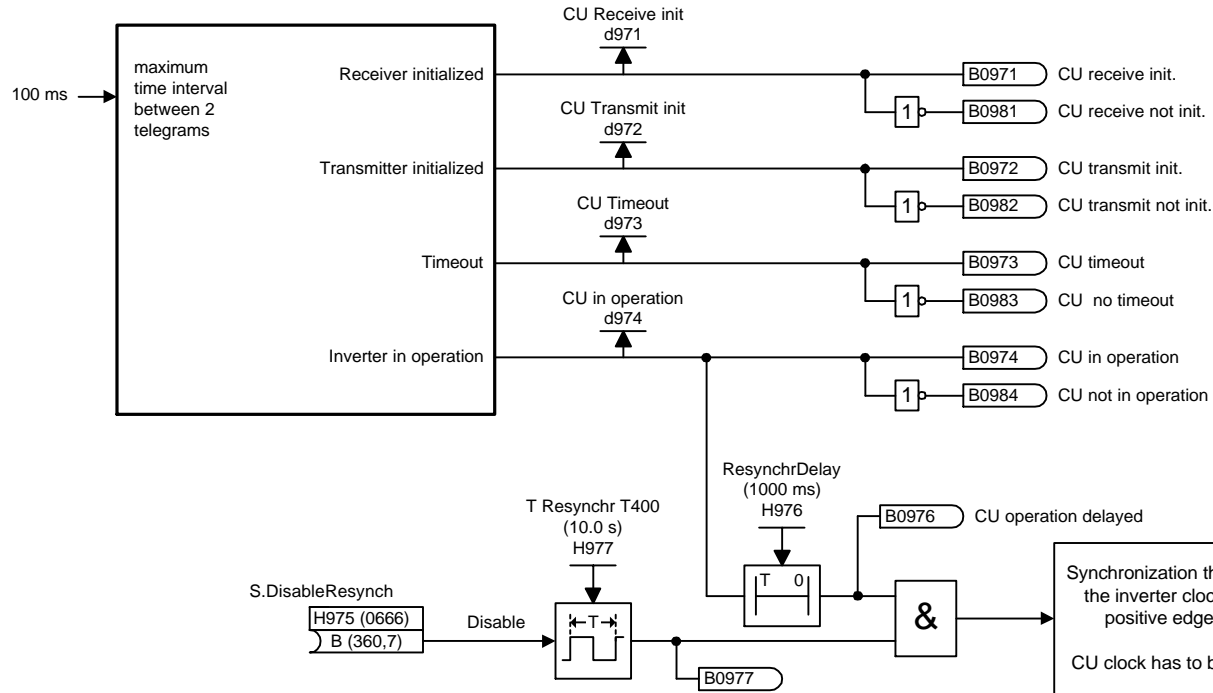 CU Receive init
d971
maximum
time interval
between 2
telegrams
100 ms
Receiver initialized
B0971 CU receive init.
1 B0981 CU receive not init.
CU Transmit init
d972
Transmitter initialized
B0972 CU transmit init.
1 B0982 CU transmit not init.
CU Timeout
d973
Timeout
B0973 CU timeout
1 B0983 CU no timeout
CU in operation
d974
Inverter in operation
B0974 CU in operation
1 B0984 CU not in operation
ResynchrDelay
(1000 ms)
H976
B0976 CU operation delayed
T Resynchr T400
(10.0 s)
H977
T 0
S.DisableResynch
H975 (0666)
B (360,7)
Disable
T
&
B0977
Synchronization
the inverter
positive edge
CU clock has to